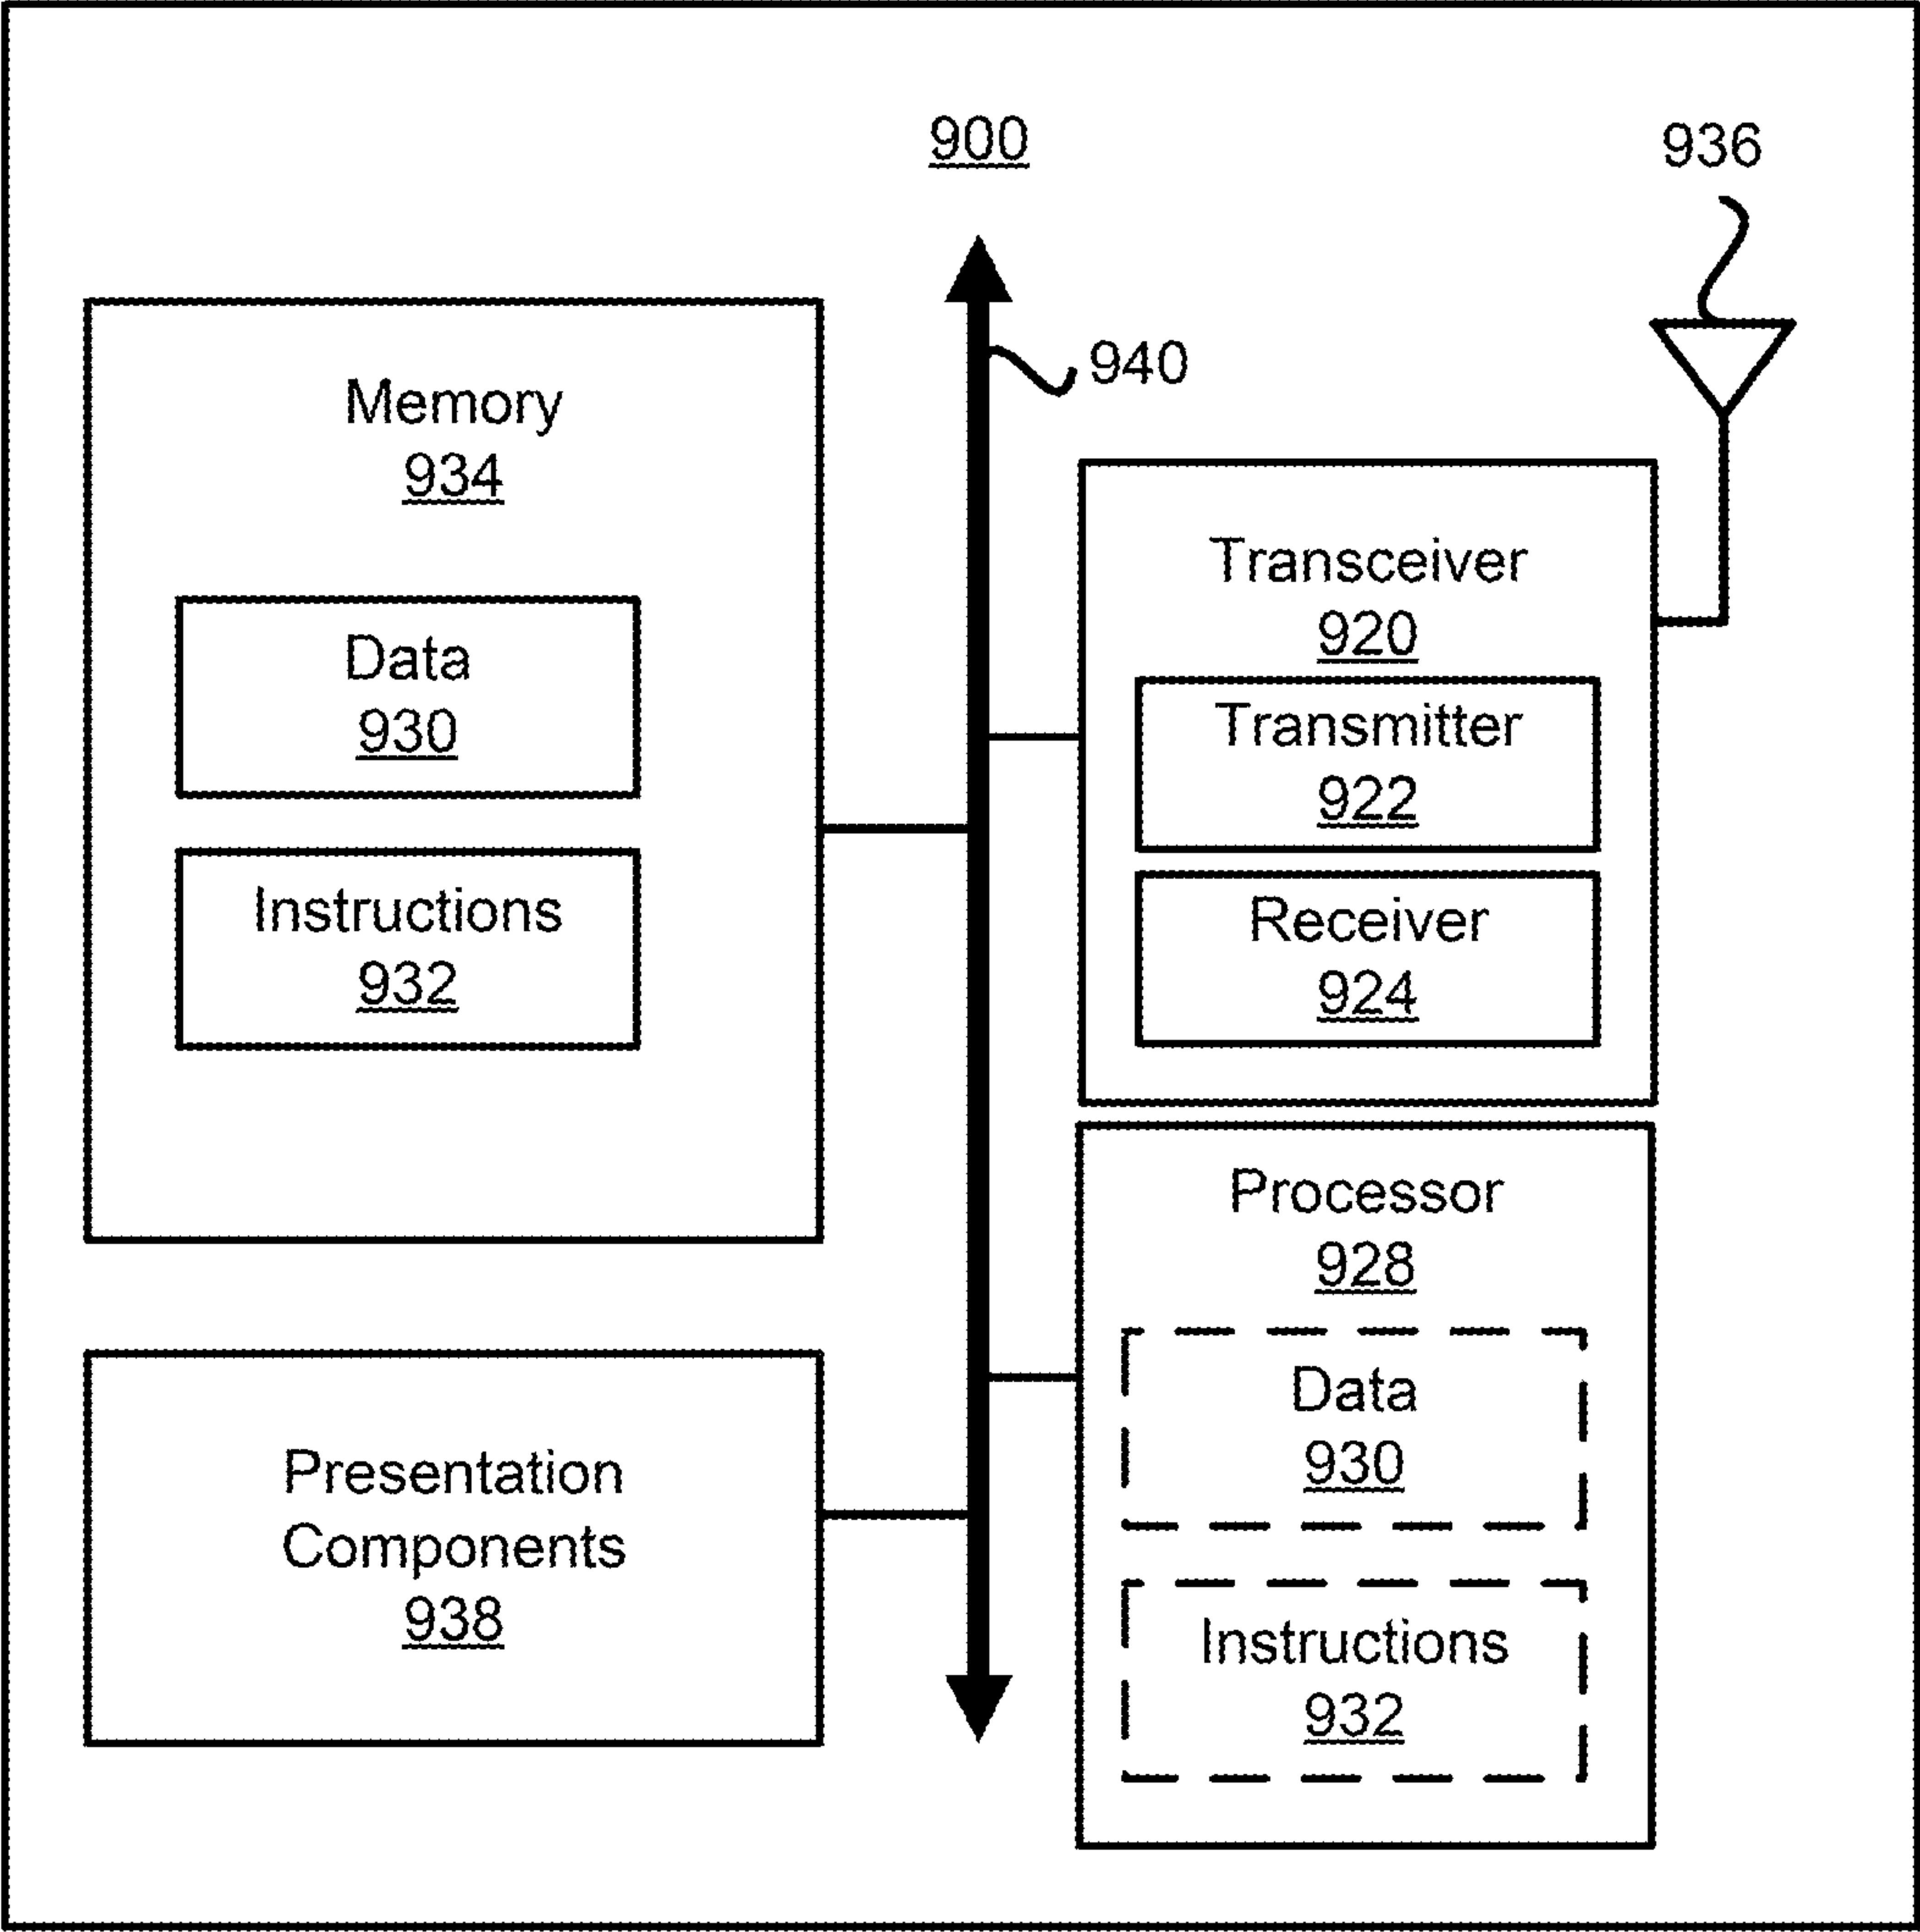 900
936
940
Memory
934
Data
930
Instructions
932
Transceiver
920
Transmitter
922
Receiver
924
Processor
928
Data
930
Instructions
932
Presentation
Components
938